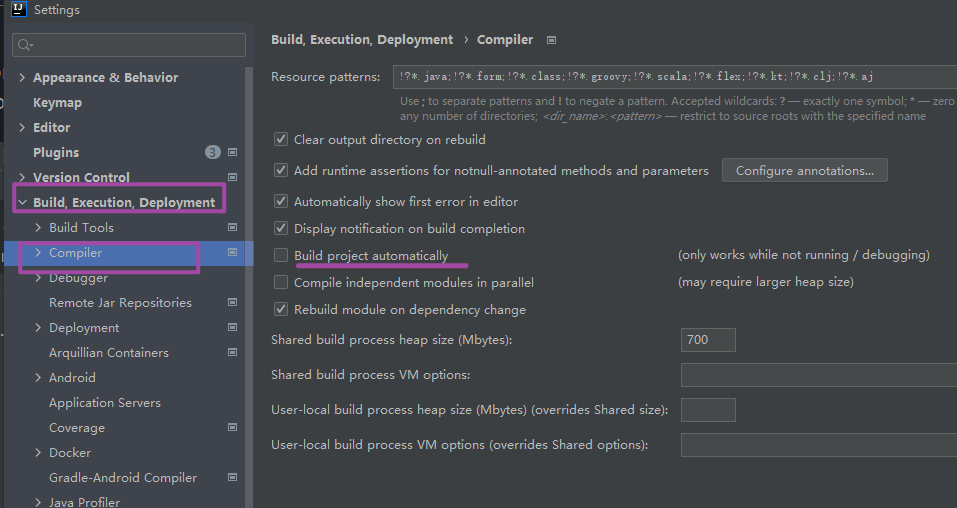 Settings
Appearance & Behavior
Keymap
Editor
Plugins 3
Version Control
Build, Execution, Deployment
Build Tools
Compiler
Debugger
Remote Jar Repositories
Deployment
Arquillian Containers
Android
Application Servers
Coverage
Docker
Gradle-Android Compiler
Java Profiler
Build, Execution, Deployment › Compiler
Resource patterns: !?*.java;!?*.form;!?*.class;!?*.groovy;!?*.scala;!?*.flex;!?*.kt;!?*.clj;!?*.aj
Use ; to separate patterns and ! to negate a pattern. Accepted wildcards: ? — exactly one symbol; * — zero
any number of directories; <dir_name>:<pattern> — restrict to source roots with the specified name
Clear output directory on rebuild
Add runtime assertions for notnull-annotated methods and parameters Configure annotations...
Automatically show first error in editor
Display notification on build completion
Build project automatically (only works while not running / debugging)
Compile independent modules in parallel (may require larger heap size)
Rebuild module on dependency change
Shared build process heap size (Mbytes): 700
Shared build process VM options:
User-local build process heap size (Mbytes) (overrides Shared size):
User-local build process VM options (overrides Shared options):